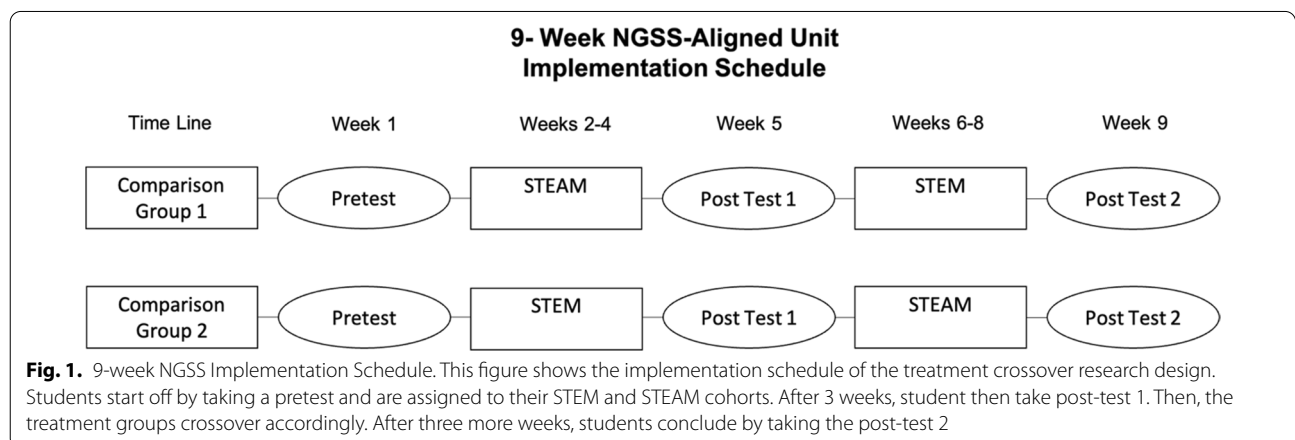 9- Week NGSS-Aligned Unit
Implementation Schedule
Time Line Week 1 Weeks 2-4 Week 5 Weeks 6-8 Week 9
Comparison
Group 1
Pretest
STEAM
Post Test 1
STEM
Post Test 2
Comparison
Group 2
Pretest
STEM
Post Test 1
STEAM
Post Test 2
Fig. 1. 9-week NGSS Implementation Schedule. This figure shows the implementation schedule of the treatment crossover research design.
Students start off by taking a pretest and are assigned to their STEM and STEAM cohorts. After 3 weeks, student then take post-test 1. Then, the
treatment groups crossover accordingly. After three more weeks, students conclude by taking the post-test 2